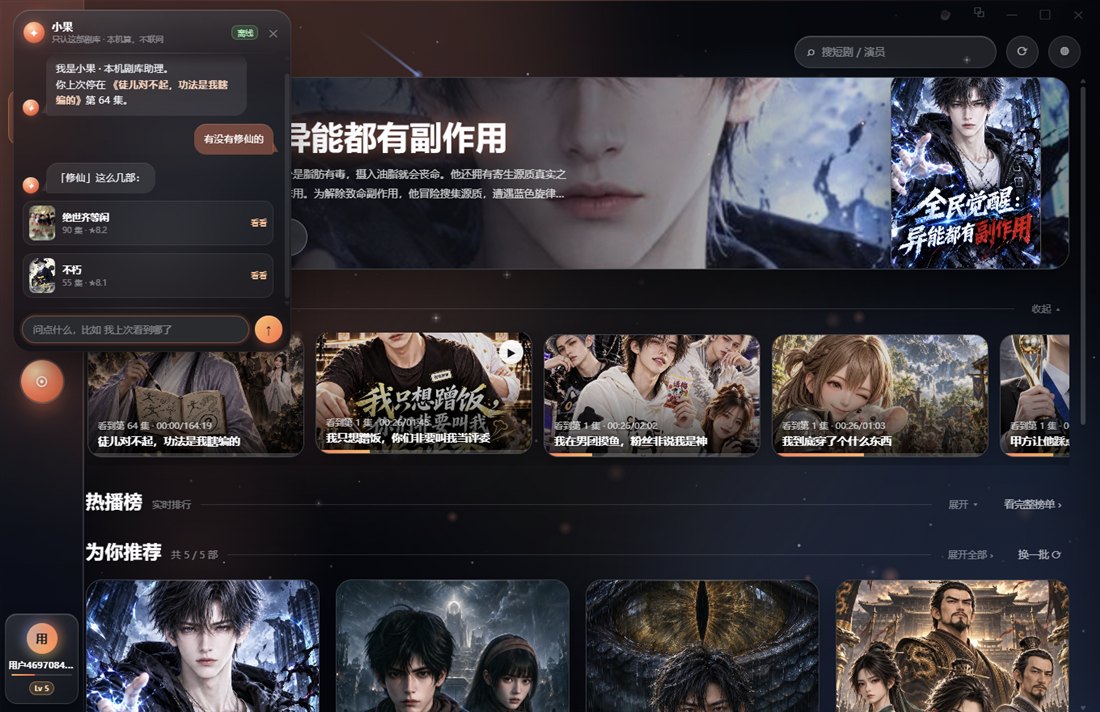 小果
只认这部剧库 · 本机算，不联网
离线
我是小果 · 本机剧库助理。
你上次停在 《徒儿对不起，功法是我瞎
编的》第 64 集。
有没有修仙的
「修仙」这么几部：
绝世齐等闲
90 集 · ★8.2
看看
不朽
55 集 · ★8.1
看看
问点什么，比如 我上次看到哪了
搜短剧 / 演员
异能都有副作用
是脂肪有毒，摄入油脂就会丧命。他还拥有寄生源质真实之
用。为解除致命副作用，他冒险搜集源质，遭遇蓝色旋律...
全民觉醒：
异能都有副作用
收起
看到第 64 集 · 00:00/164:19
徒儿对不起，功法是我瞎编的
我只想蹭饭，
看到第 1 集 · 00:26/01:45
我只想蹭饭，你们非要叫我当评委
看到第 1 集 · 00:26/02:02
我在男团摸鱼，粉丝非说我是神
看到第 1 集 · 00:26/01:03
我到底穿了个什么东西
看到第 1 集 · 0
甲方让他跋
热播榜
实时排行
展开
看完整榜单 ›
为你推荐
共 5 / 5 部
展开全部 ›
换一批
用
用户4697084...
Lv 5